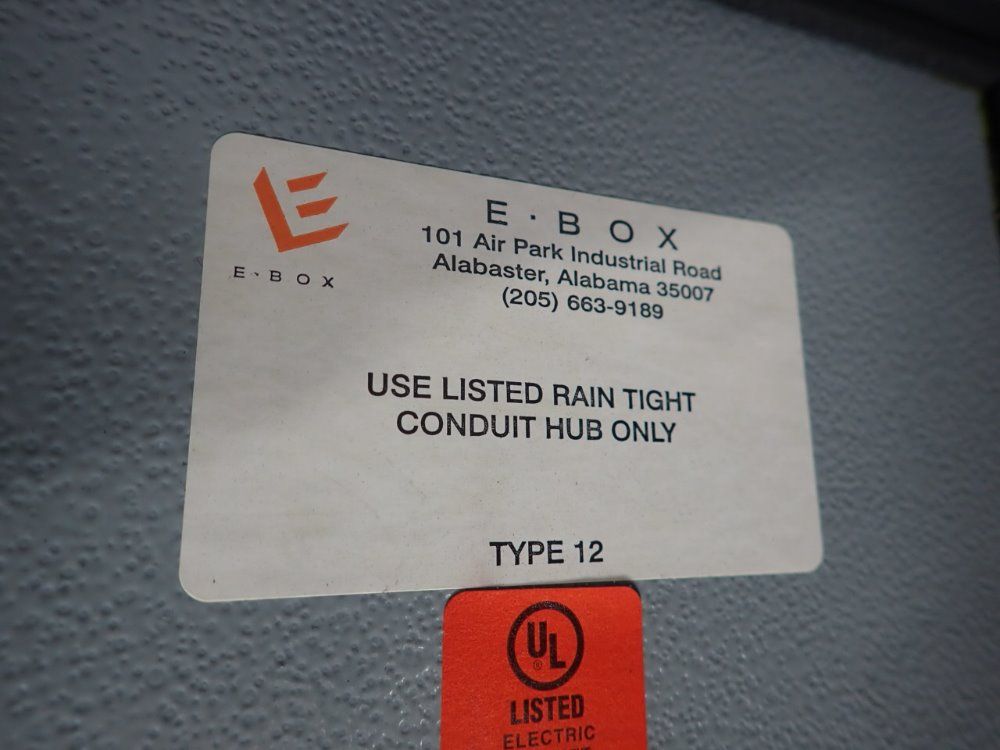 E·BOX
101 Air Park Industrial Road
Alabaster, Alabama 35007
(205) 663-9189
E·BOX
USE LISTED RAIN TIGHT
CONDUIT HUB ONLY
TYPE 12
UL
®
LISTED
ELECTRIC